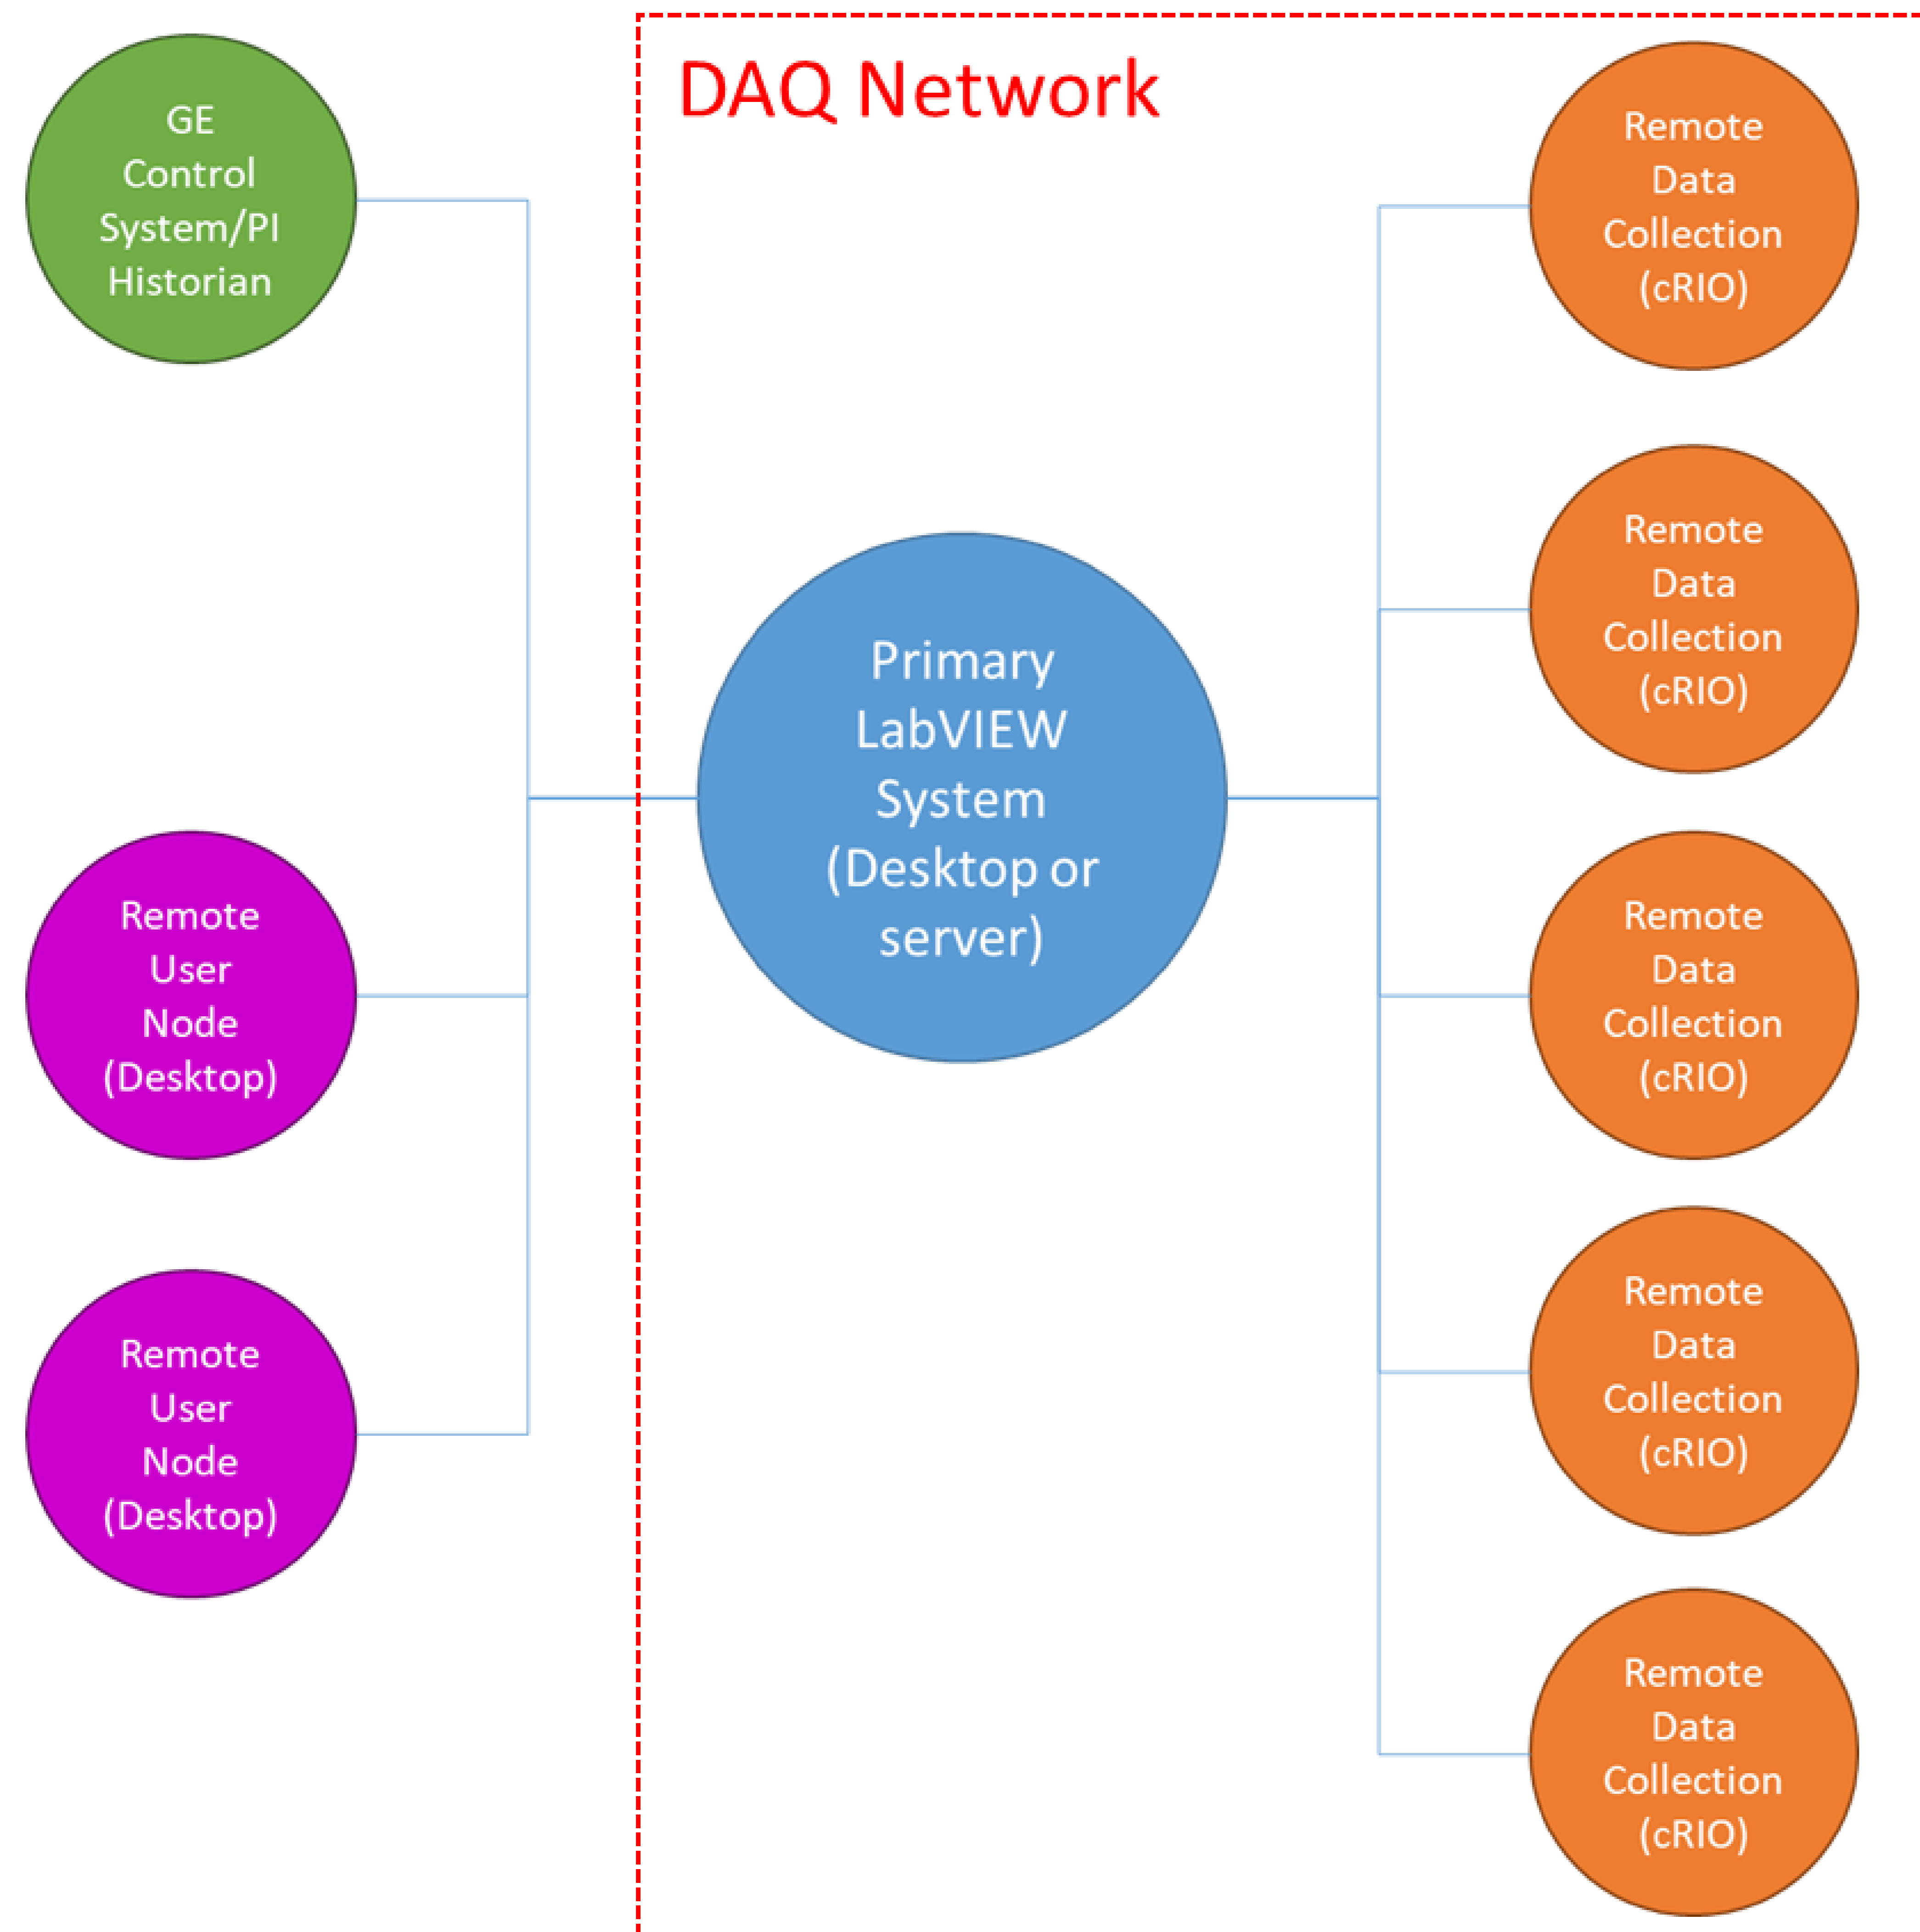 DAQ Network
GE
Control
System/PI
Historian
Remote
User
Node
(Desktop)
Remote
User
Node
(Desktop)
Primary
LabVIEW
System
(Desktop or
server)
Remote
Data
Collection
(cRIO)
Remote
Data
Collection
(cRIO)
Remote
Data
Collection
(cRIO)
Remote
Data
Collection
(cRIO)
Remote
Data
Collection
(cRIO)